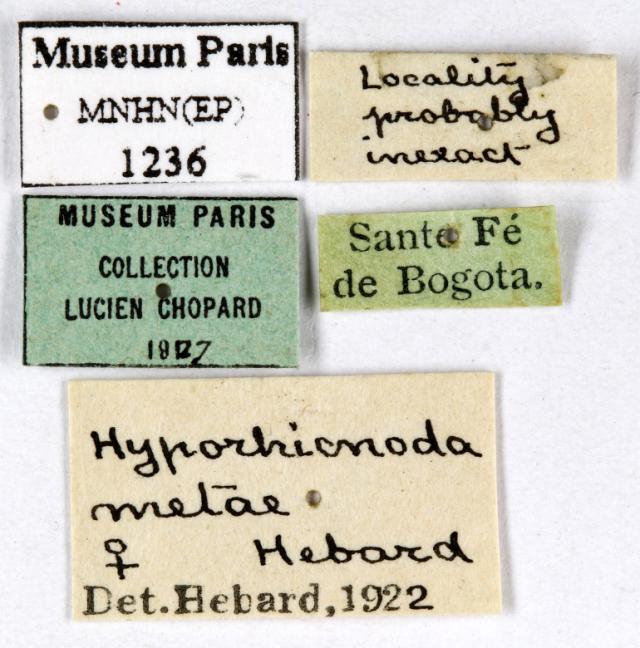 Museum Paris
MNHN(EP)
1236
Locality
probably
inexact
MUSEUM PARIS
COLLECTION
LUCIEN CHOPARD
Sante Fé
de Bogota.
Hyporhicnoda
metae
♀ Hebard
Det. Hebard, 1922